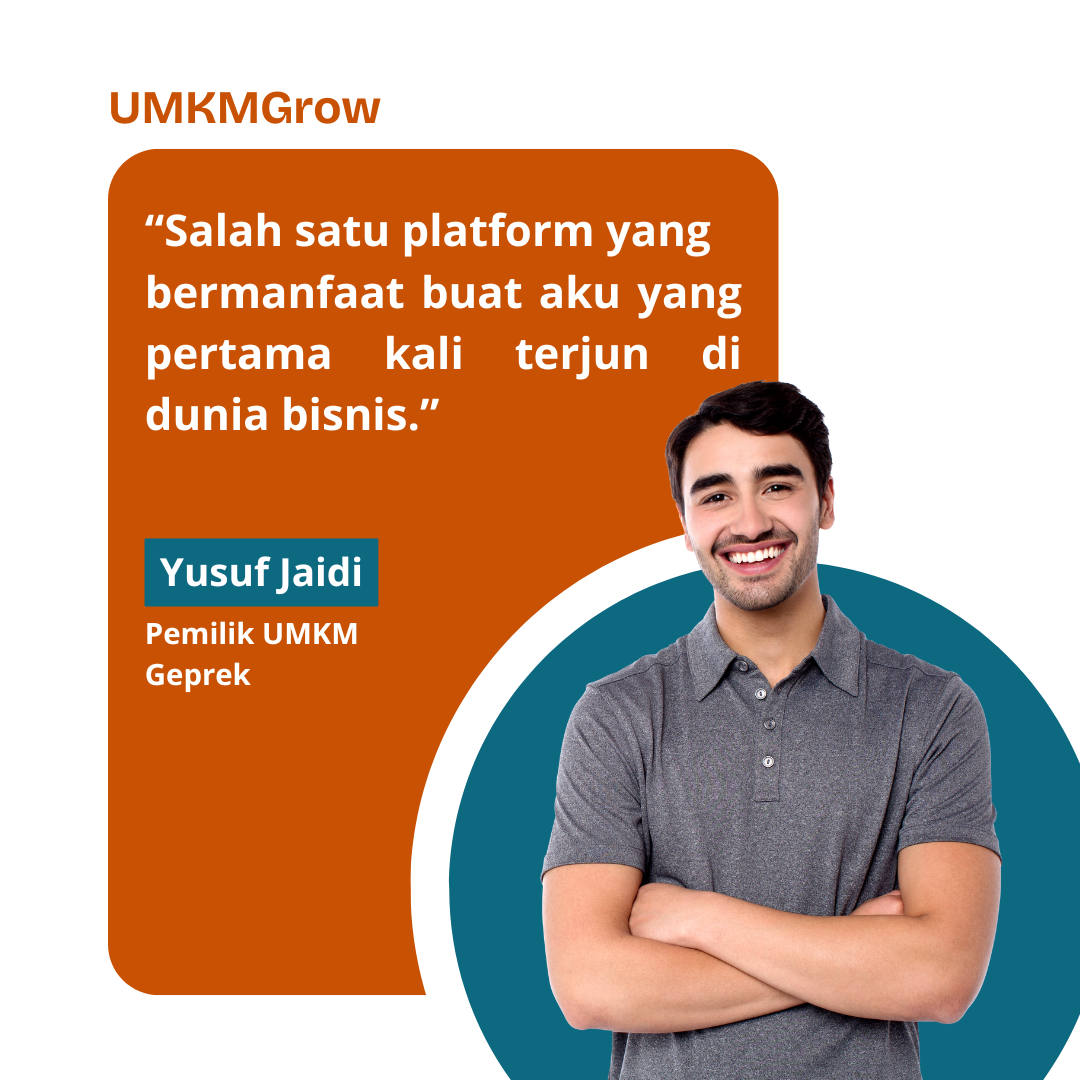 UMKMGrow
“Salah satu platform yang
bermanfaat buat aku yang
pertama kali terjun di
dunia bisnis.”
Yusuf Jaidi
Pemilik UMKM
Geprek